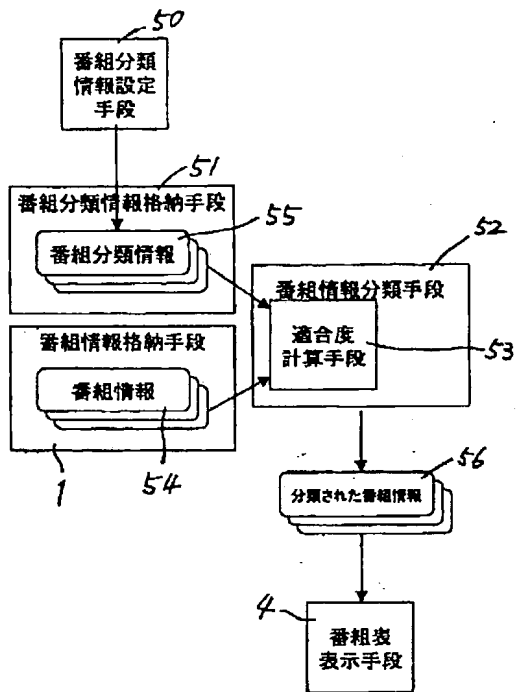 50
番組分類
情報設定
手段
51
番組分類情報格納手段
55
番組分類情報
52
番組情報分類手段
適合度
計算手段
53
番組情報格納手段
番組情報
54
1
56
分類された番組情報
4
番組表
表示手段